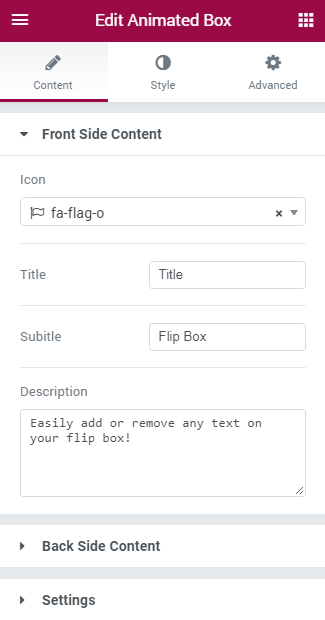 Edit Animated Box
Content Style Advanced
Front Side Content
Icon
fa-flag-o ×
Title Title
Subitle Flip Box
Description
Easily add or remove any text on
your flip box!
Back Side Content
Settings